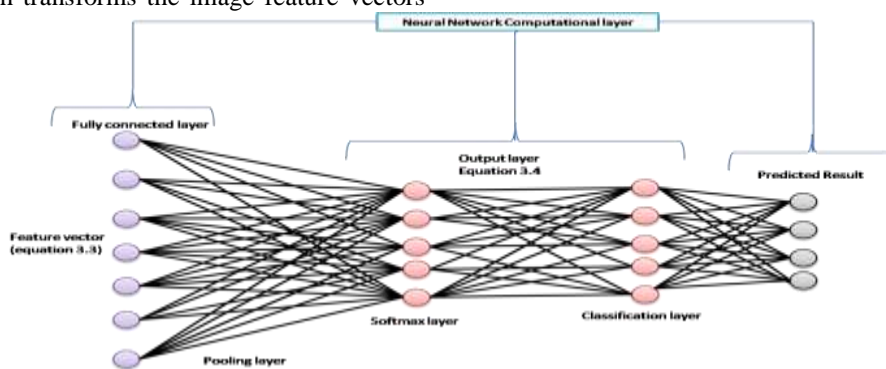 transforms the image feature vectors
Neural Network Computational layer
Fully connected layer
Output layer
Equation 3.4
Predicted Result
Feature vector
(equation 3.3)
Softmax layer
Classification layer
Pooling layer